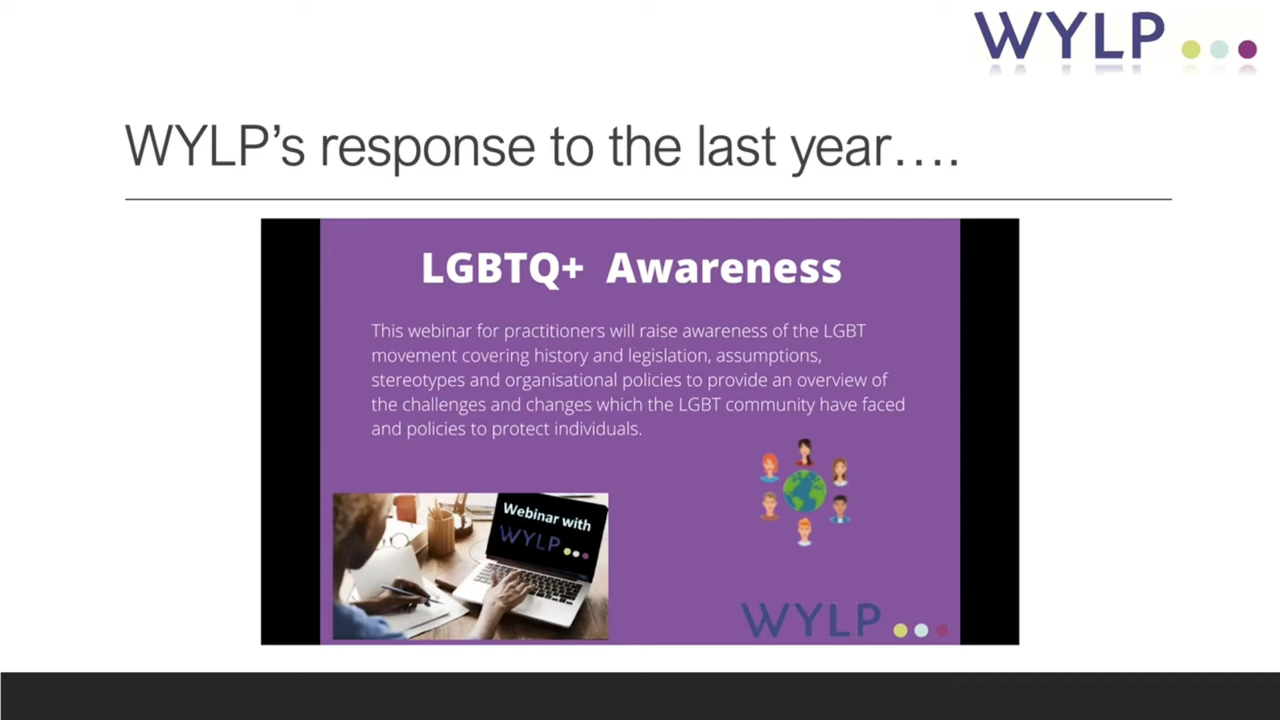 WYLP
WYLP's response to the last year....
LGBTQ+ Awareness
This webinar for practitioners will raise awareness of the LGBT
movement covering history and legislation, assumptions,
stereotypes and organisational policies to provide an overview of
the challenges and changes which the LGBT community have faced
and policies to protect individuals.
Webinar with
WYLP
WYLP